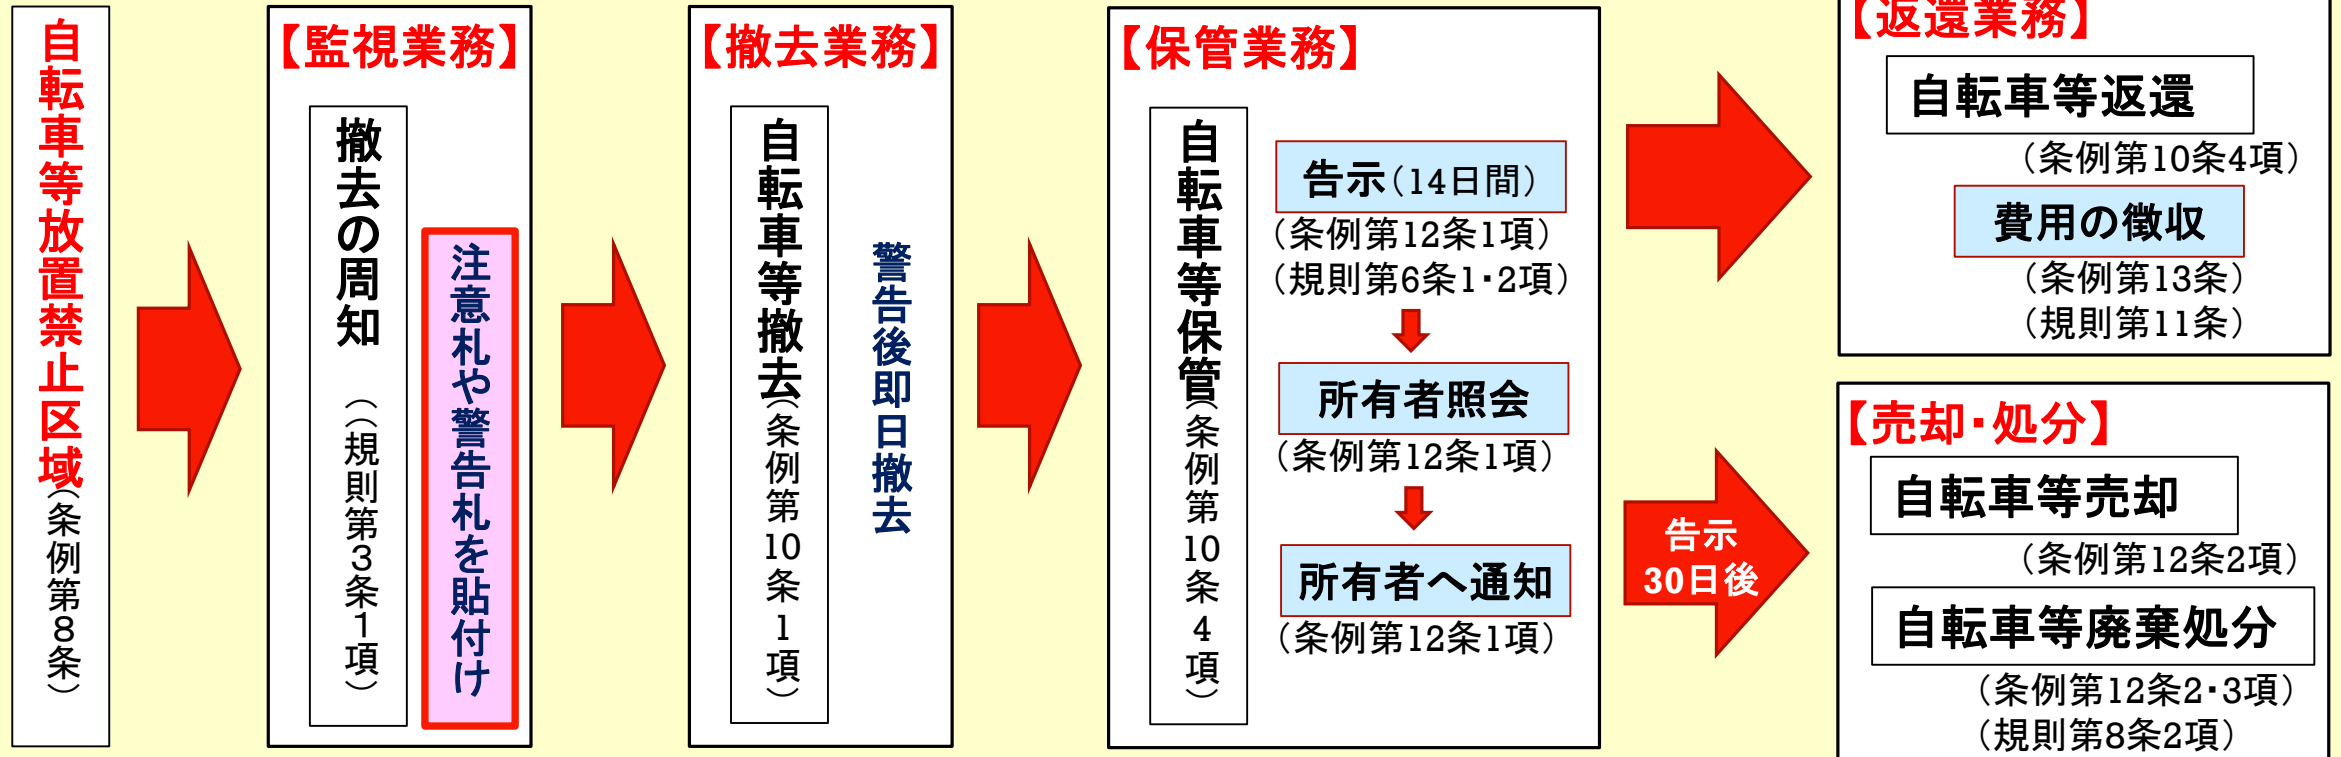 自転車等放置禁止区域（条例第８条）
【監視業務】
撤去の周知（（規則第３条１項）
注意札や警告札を貼付け
【撤去業務】
自転車等撤去（条例第10条1項）
警告後即日撤去
【保管業務】
自転車等保管（条例第10条4項）
告示（14日間）
（条例第12条1項）
（規則第6条1・2項）
所有者照会
（条例第12条1項）
所有者へ通知
（条例第12条1項）
【返還業務】
自転車等返還
（条例第10条4項）
費用の徴収
（条例第13条）
（規則第11条）
告示
30日後
【売却・処分】
自転車等売却
（条例第12条2項）
自転車等廃棄処分
（条例第12条2・3項）
（規則第8条2項）